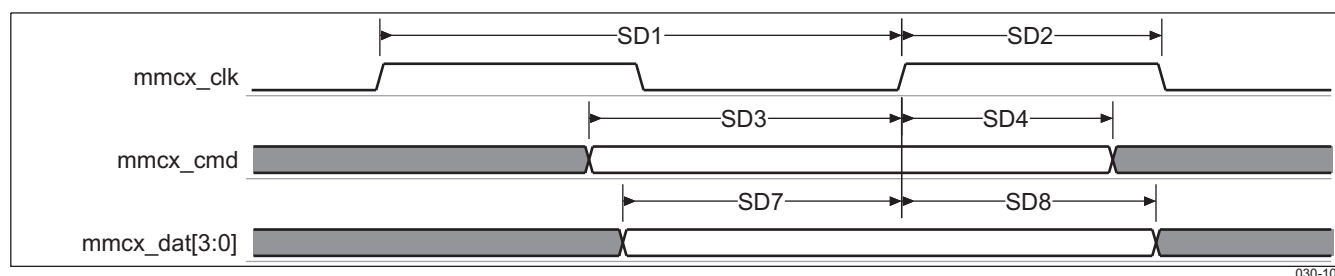 SD1
SD2
mmcx_clk
SD3
SD4
mmcx_cmd
SD7
SD8
mmcx_dat[3:0]